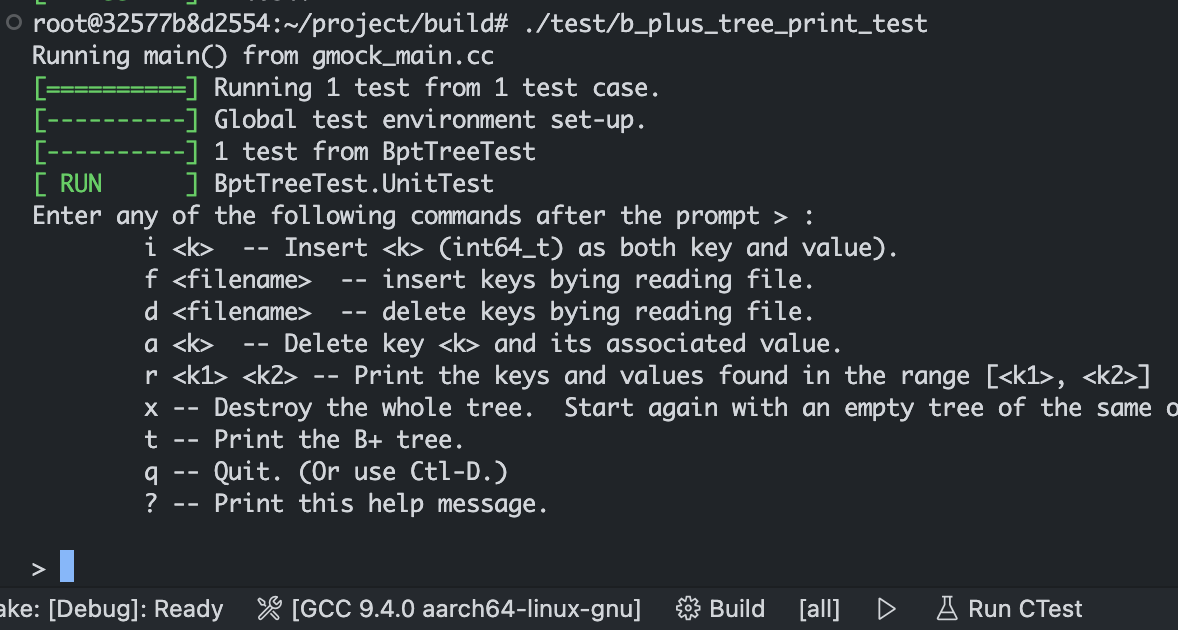 root@32577b8d2554:~/project/build# ./test/b_plus_tree_print_test
Running main() from gmock_main.cc
[==========] Running 1 test from 1 test case.
[----------] Global test environment set-up.
[----------] 1 test from BptTreeTest
[ RUN      ] BptTreeTest.UnitTest
Enter any of the following commands after the prompt > :
        i <k>  -- Insert <k> (int64_t) as both key and value).
        f <filename>  -- insert keys bying reading file.
        d <filename>  -- delete keys bying reading file.
        a <k>  -- Delete key <k> and its associated value.
        r <k1> <k2> -- Print the keys and values found in the range [<k1>, <k2>]
        x -- Destroy the whole tree.  Start again with an empty tree of the same o
        t -- Print the B+ tree.
        q -- Quit. (Or use Ctl-D.)
        ? -- Print this help message.
>
ake: [Debug]: Ready [GCC 9.4.0 aarch64-linux-gnu] Build [all] Run CTest